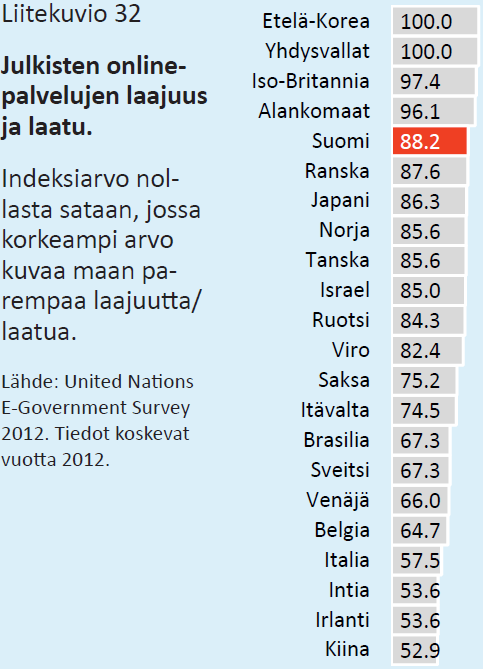 Liitekuvio 32
Julkisten online-
palvelujen laajuus
ja laatu.
Indeksiarvo nol-
lasta sataan, jossa
korkeampi arvo
kuvaa maan pa-
rempaa laajuutta/
laatua.
Lähde: United Nations
E-Government Survey
2012. Tiedot koskevat
vuotta 2012.
Etelä-Korea 100.0
Yhdysvallat 100.0
Iso-Britannia 97.4
Alankomaat 96.1
Suomi 88.2
Ranska 87.6
Japani 86.3
Norja 85.6
Tanska 85.6
Israel 85.0
Ruotsi 84.3
Viro 82.4
Saksa 75.2
Itävalta 74.5
Brasilia 67.3
Sveitsi 67.3
Venäjä 66.0
Belgia 64.7
Italia 57.5
Intia 53.6
Irlanti 53.6
Kiina 52.9